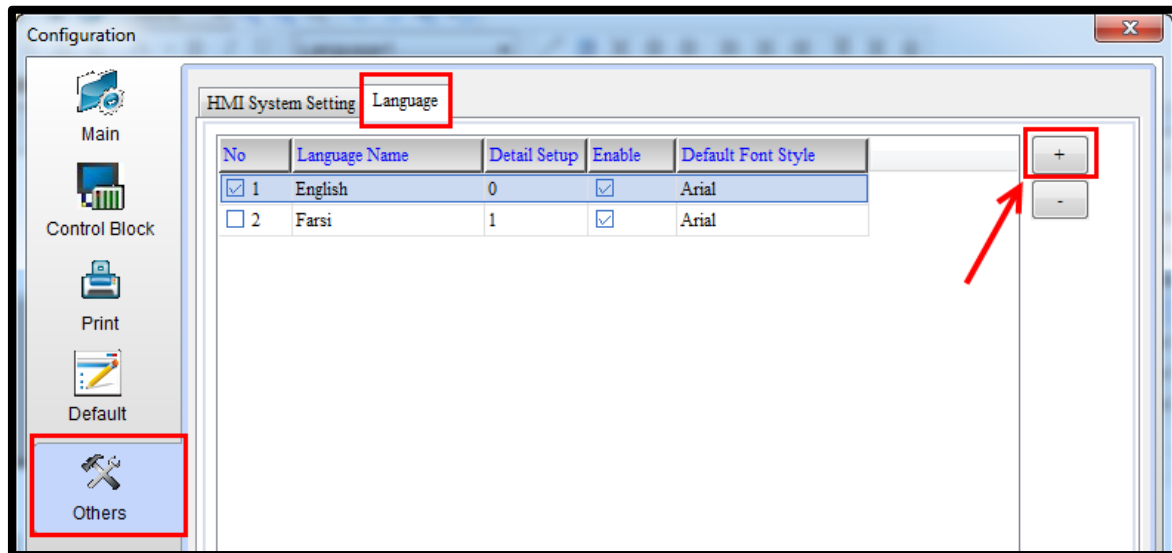 Configuration
X
Main
Control Block
Print
Default
Others
HMI System Setting Language
No Language Name Detail Setup Enable Default Font Style
1 English 0 Arial
2 Farsi 1 Arial
+
-